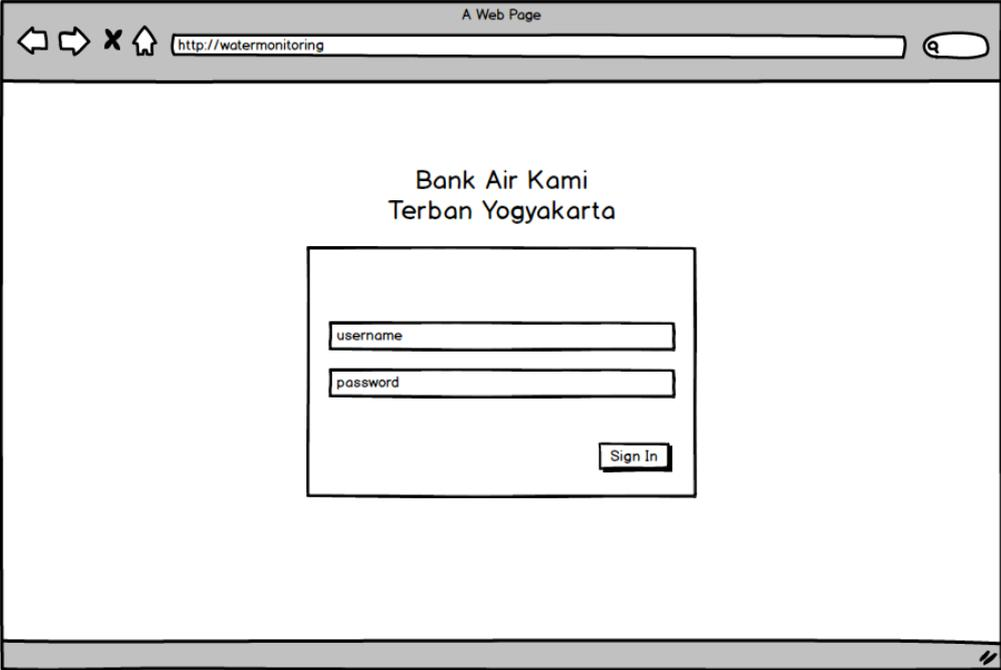 A Web Page
http://watermonitoring
Bank Air Kami
Terban Yogyakarta
username
password
Sign In